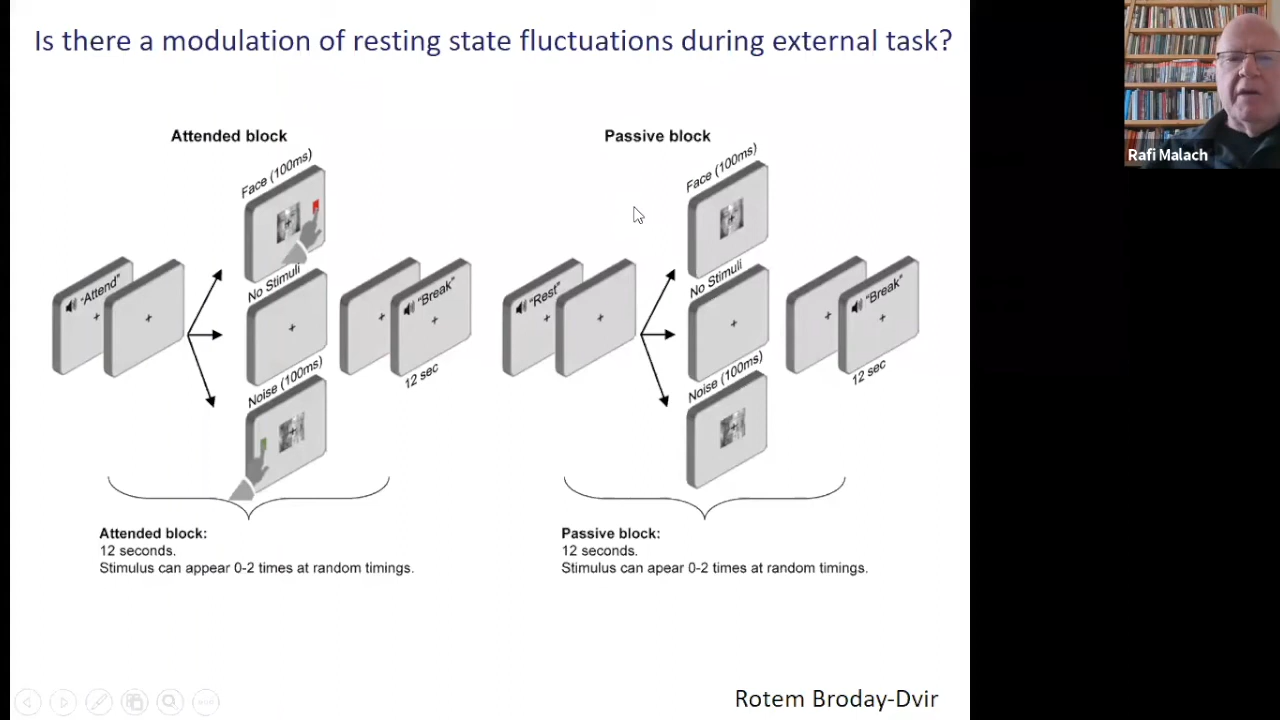 Is there a modulation of resting state fluctuations during external task?
Rafi Malach
Attended block
Face (100ms)
"Attend"
No Stimuli
"Break"
Noise (100ms)
12 sec
Attended block:
12 seconds.
Stimulus can appear 0-2 times at random timings.
Passive block
Face (100ms)
"Rest"
No Stimuli
"Break"
Noise (100ms)
12 sec
Passive block:
12 seconds.
Stimulus can apear 0-2 times at random timings.
Rotem Broday-Dvir